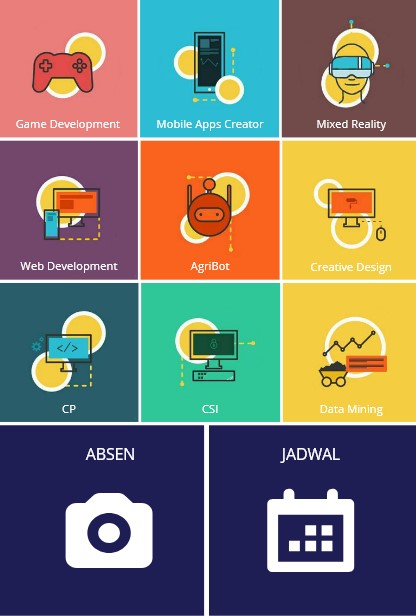 Game Development
Mobile Apps Creator
Mixed Reality
Web Development
AgriBot
Creative Design
</>
CP
CSI
Data Mining
ABSEN
JADWAL